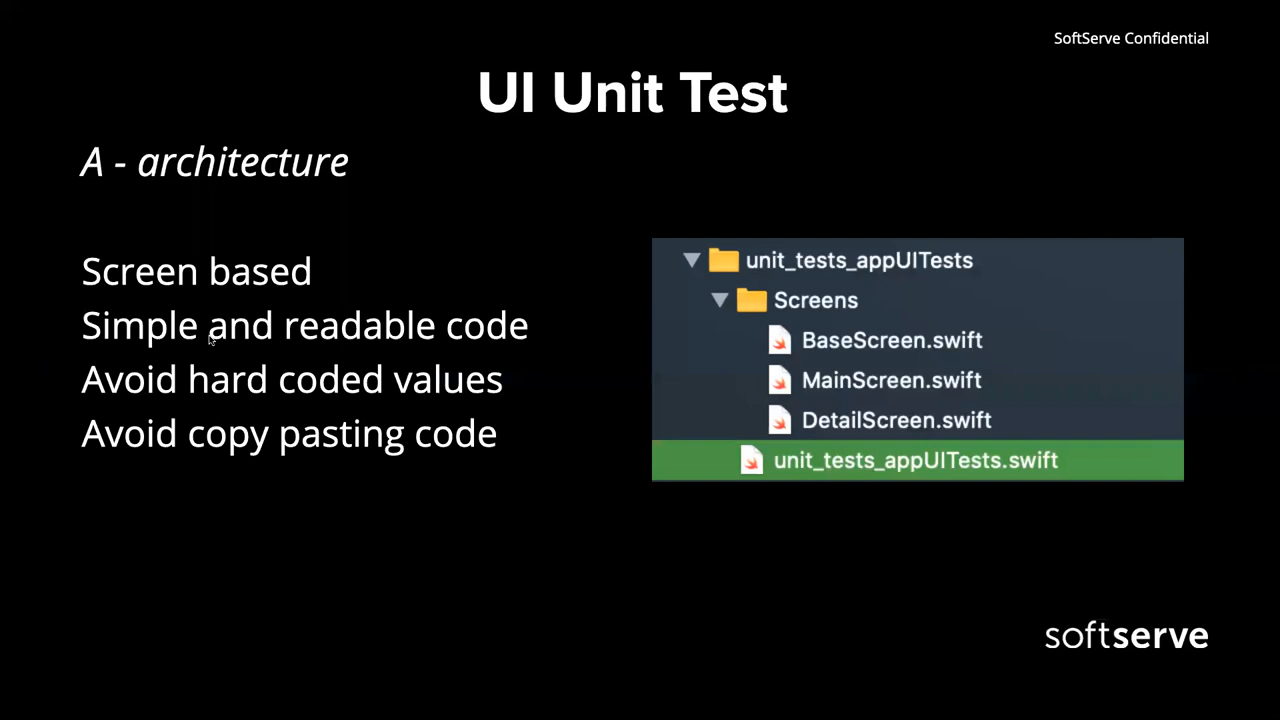 SoftServe Confidential
UI Unit Test
A - architecture
Screen based
Simple and readable code
Avoid hard coded values
Avoid copy pasting code
unit_tests_appUITests
Screens
BaseScreen.swift
MainScreen.swift
DetailScreen.swift
unit_tests_appUITests.swift
softserve